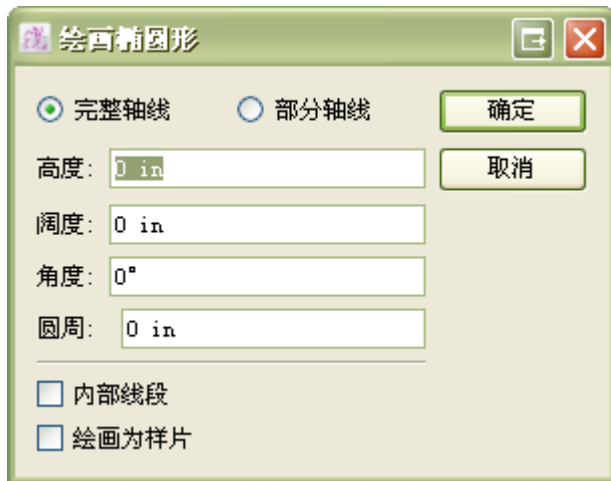 绘画椭圆形
完整轴线 部分轴线 确定
高度: 0 in 取消
阔度: 0 in
角度: 0°
圆周: 0 in
内部线段
绘画为样片